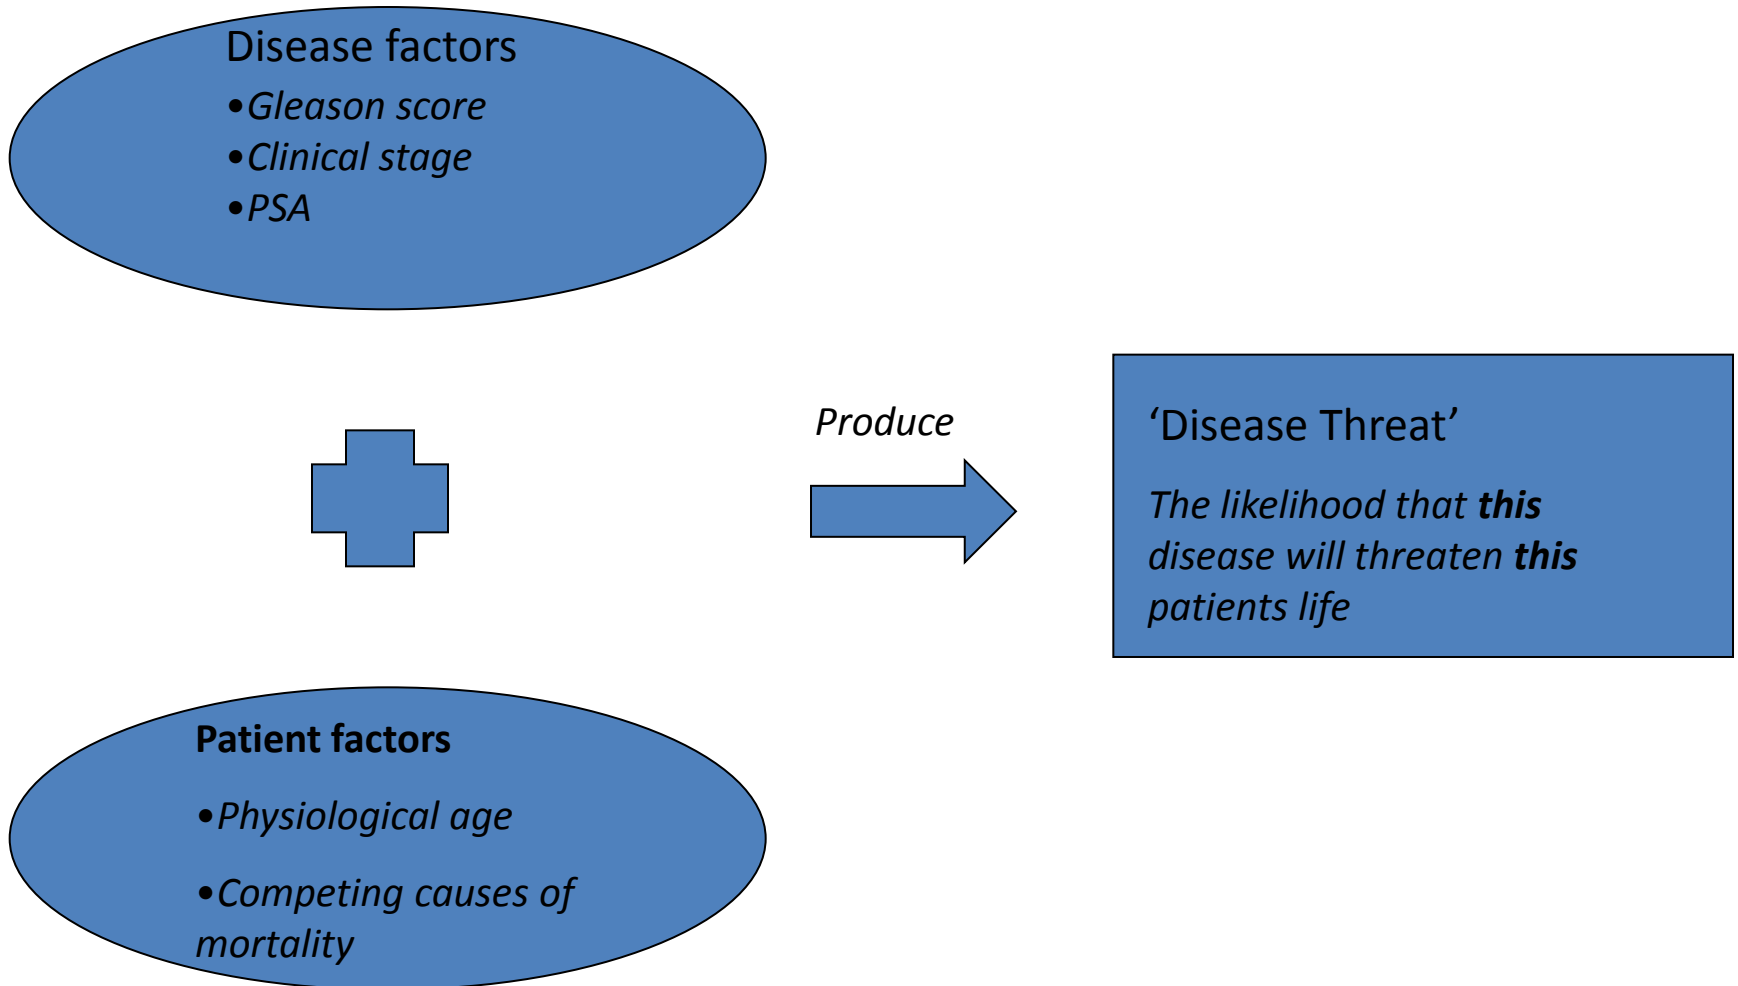 Disease factors
•Gleason score
•Clinical stage
•PSA
Produce
‘Disease Threat’
The likelihood that this
disease will threaten this
patients life
Patient factors
•Physiological age
•Competing causes of
mortality